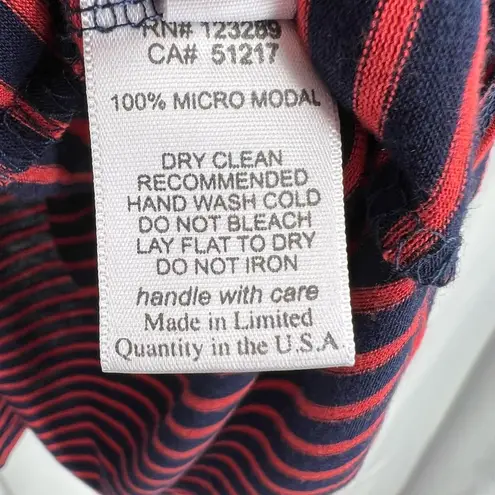 RN# 123289
CA# 51217
100% MICRO MODAL
DRY CLEAN
RECOMMENDED
HAND WASH COLD
DO NOT BLEACH
LAY FLAT TO DRY
DO NOT IRON
handle with care
Made in Limited
Quantity in the U.S.A